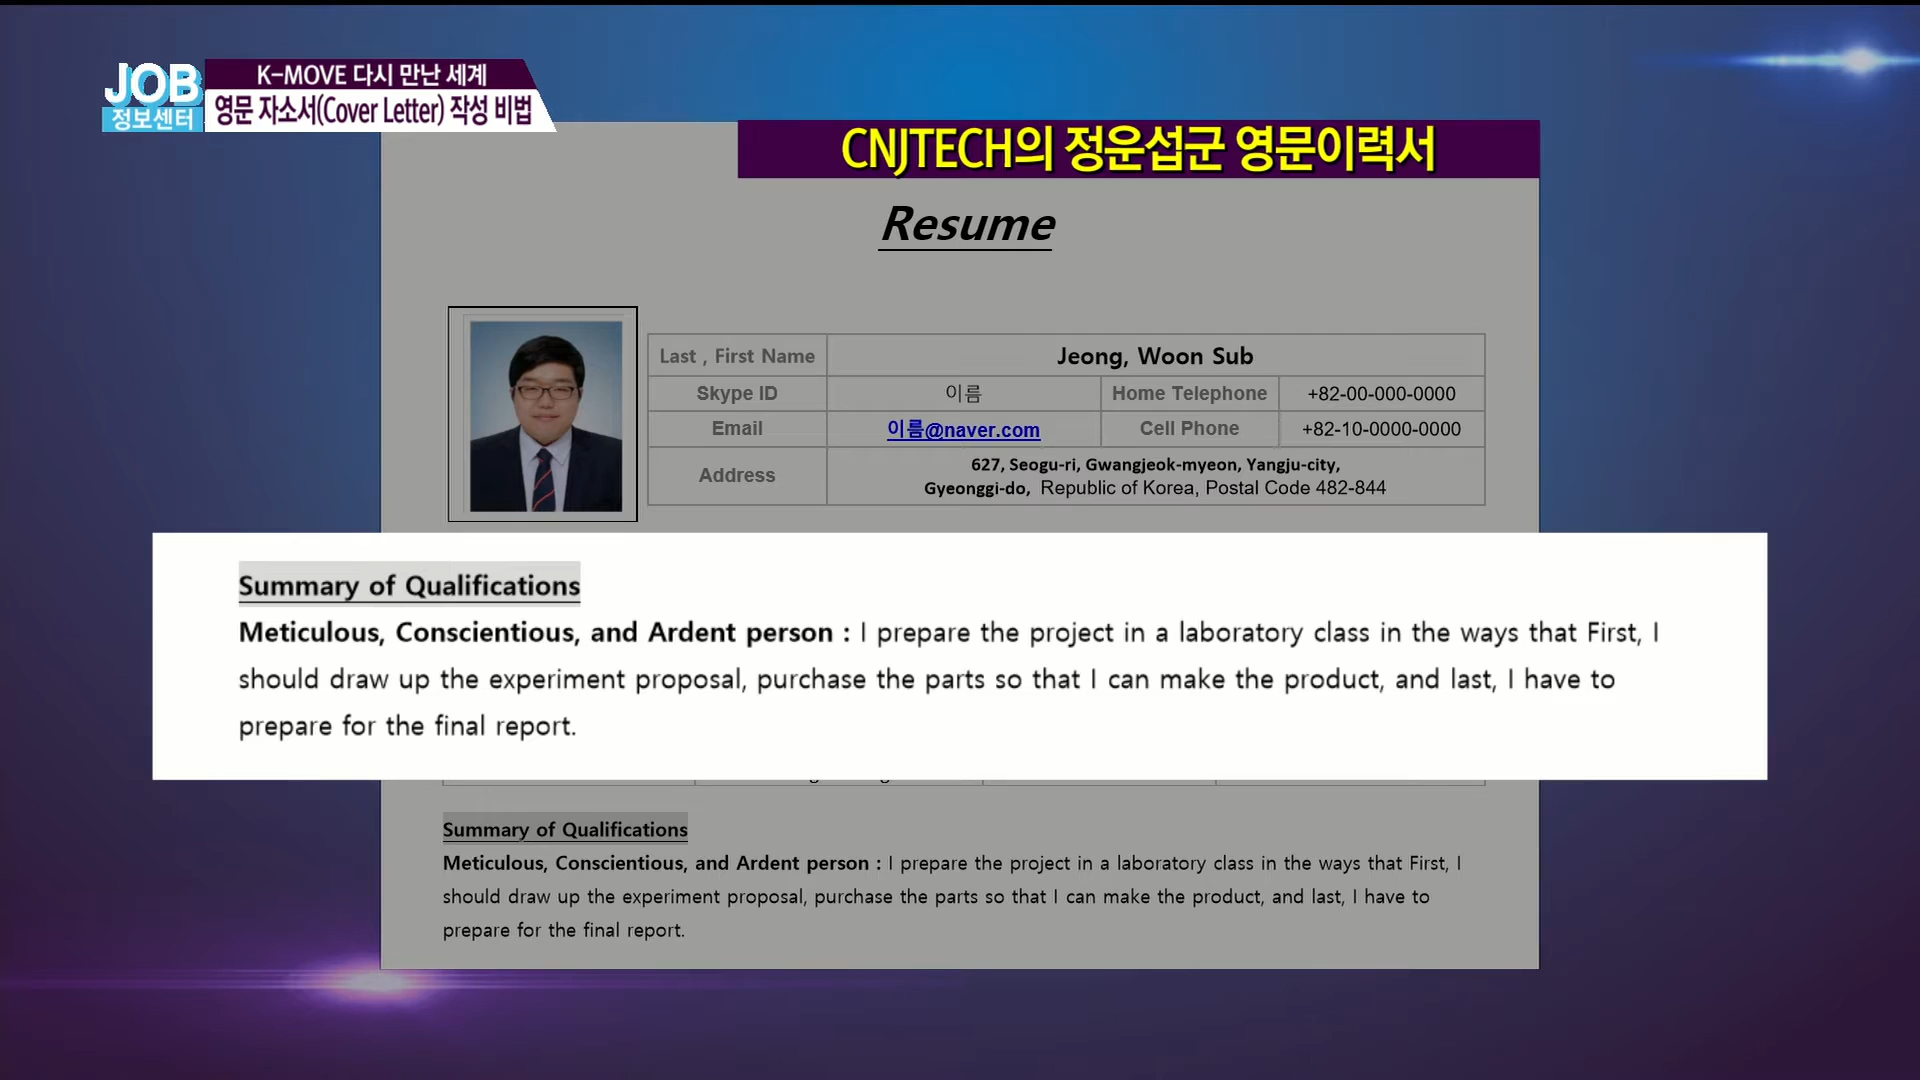 JOB
정보센터
K-MOVE 다시 만난 세계
영문 자소서(Cover Letter) 작성 비법
CNJTECH의 정운섭군 영문이력서
Resume
Last , First Name
Jeong, Woon Sub
Skype ID
이름
Home Telephone
+82-00-000-0000
Email
이름@naver.com
Cell Phone
+82-10-0000-0000
Address
627, Seogu-ri, Gwangjeok-myeon, Yangju-city,
Gyeonggi-do, Republic of Korea, Postal Code 482-844
Summary of Qualifications
Meticulous, Conscientious, and Ardent person : I prepare the project in a laboratory class in the ways that First, I
should draw up the experiment proposal, purchase the parts so that I can make the product, and last, I have to
prepare for the final report.
Summary of Qualifications
Meticulous, Conscientious, and Ardent person : I prepare the project in a laboratory class in the ways that First, I
should draw up the experiment proposal, purchase the parts so that I can make the product, and last, I have to
prepare for the final report.